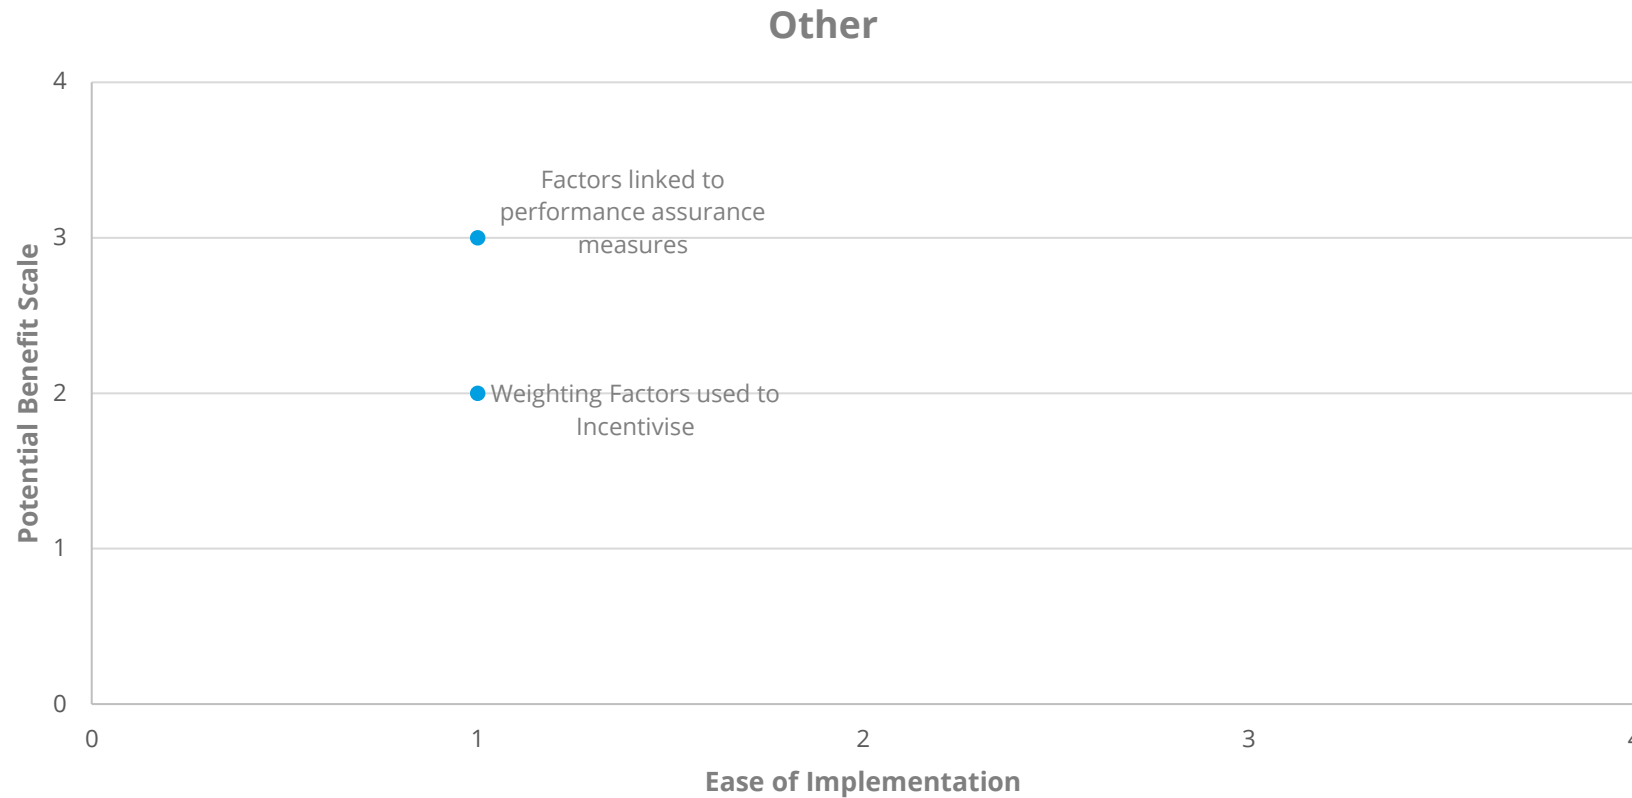 Other
4
Factors linked to
performance assurance
measures
3
Potential Benefit Scale
2
Weighting Factors used to
Incentivise
1
0
0 1 2 3 4
Ease of Implementation